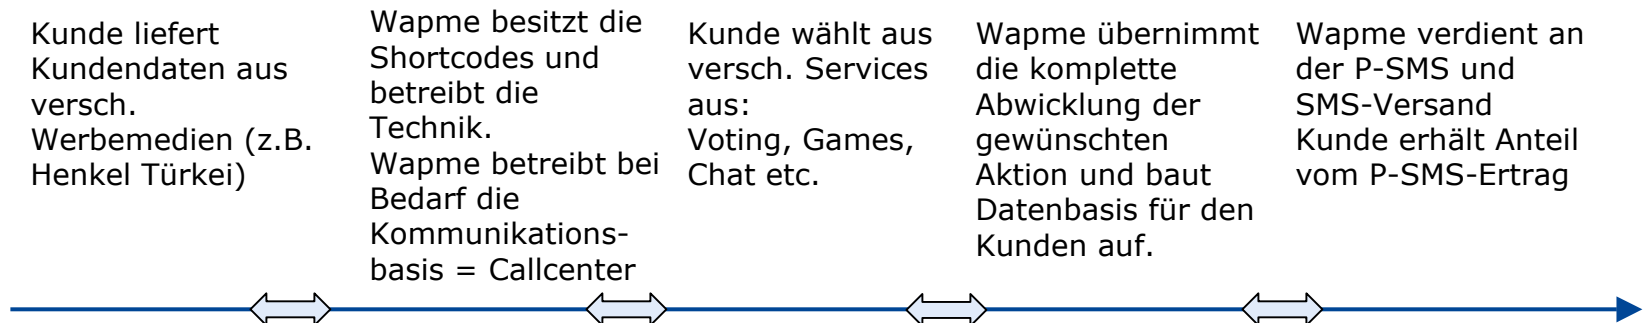 Kunde liefert
Kundendaten aus
versch.
Werbemedien (z.B.
Henkel Türkei)
Wapme besitzt die
Shortcodes und
betreibt die
Technik.
Wapme betreibt bei
Bedarf die
Kommunikations-
basis = Callcenter
Kunde wählt aus
versch. Services
aus:
Voting, Games,
Chat etc.
Wapme übernimmt
die komplette
Abwicklung der
gewünschten
Aktion und baut
Datenbasis für den
Kunden auf.
Wapme verdient an
der P-SMS und
SMS-Versand
Kunde erhält Anteil
vom P-SMS-Ertrag